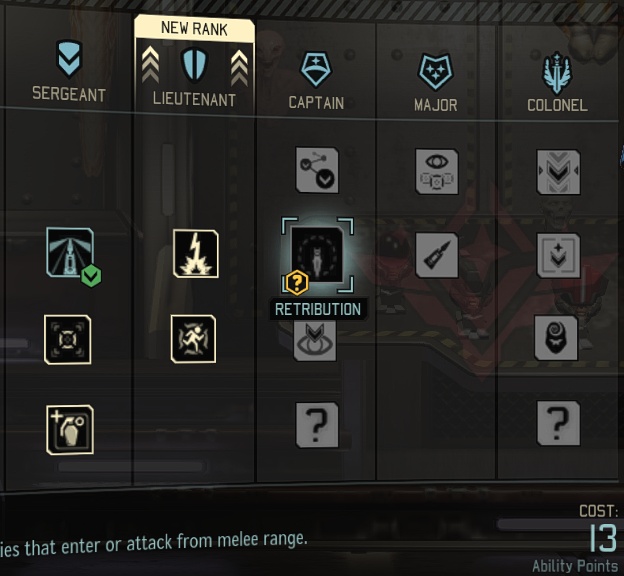 NEW RANK
SERGEANT
LIEUTENANT
CAPTAIN
MAJOR
COLONEL
?
RETRIBUTION
?
?
COST:
13
Ability Points
that enter or attack from melee range.